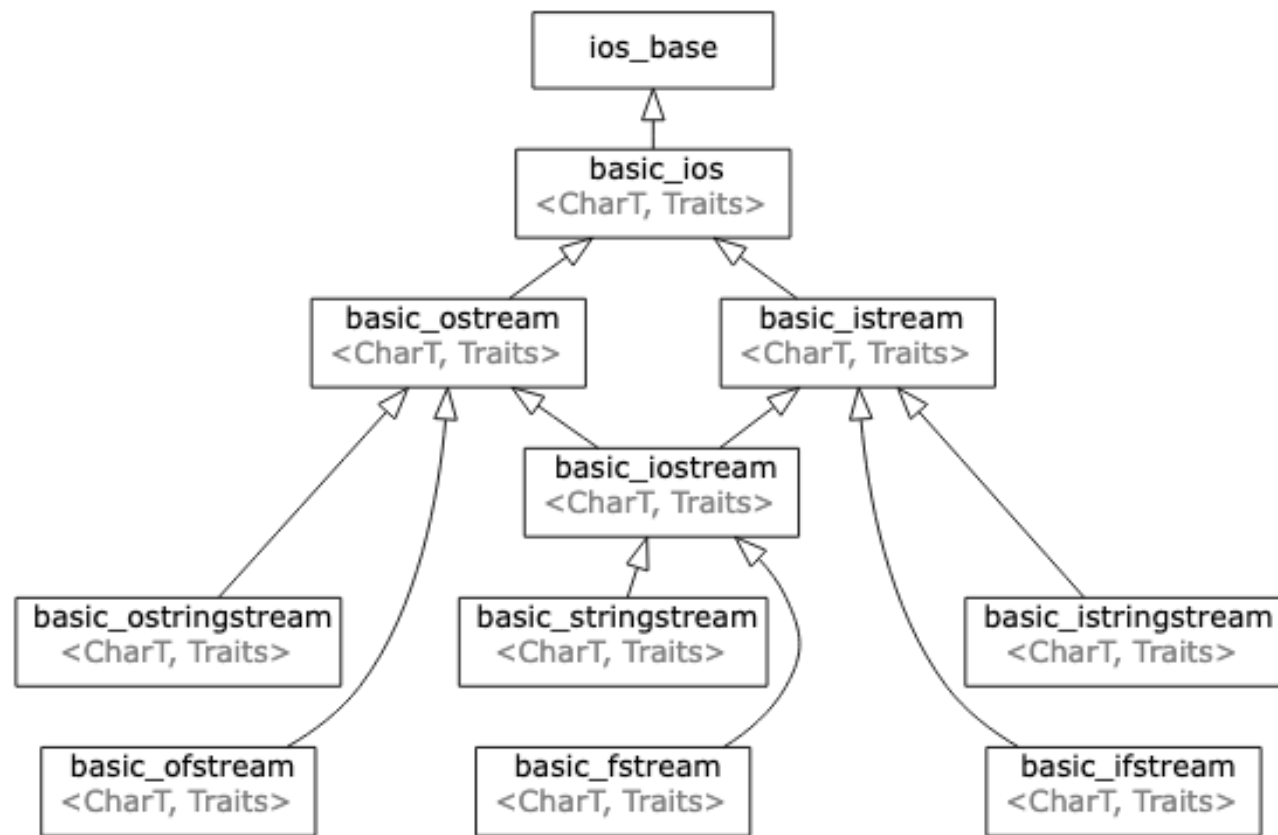 ios_base
basic_ios
<CharT, Traits>
basic_ostream
<CharT, Traits>
basic_istream
<CharT, Traits>
basic_iostream
<CharT, Traits>
basic_ostringstream
<CharT, Traits>
basic_stringstream
<CharT, Traits>
basic_istringstream
<CharT, Traits>
basic_ofstream
<CharT, Traits>
basic_fstream
<CharT, Traits>
basic_ifstream
<CharT, Traits>